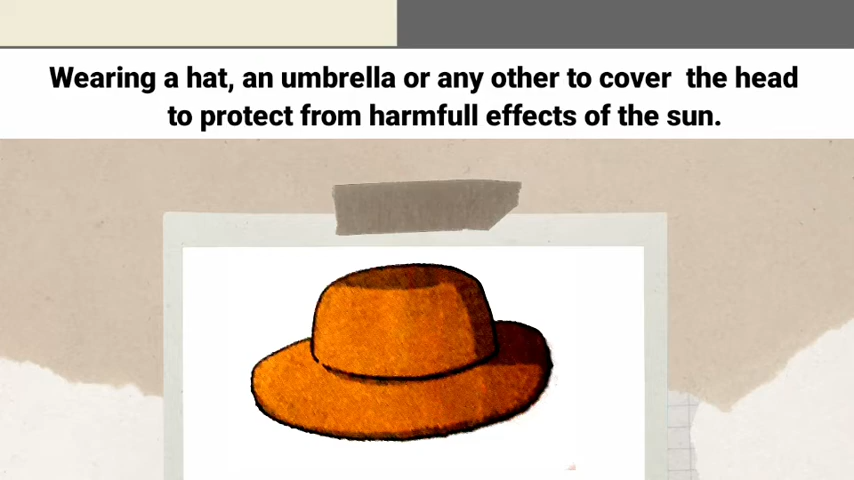 Wearing a hat, an umbrella or any other to cover  the head
to protect from harmfull effects of the sun.